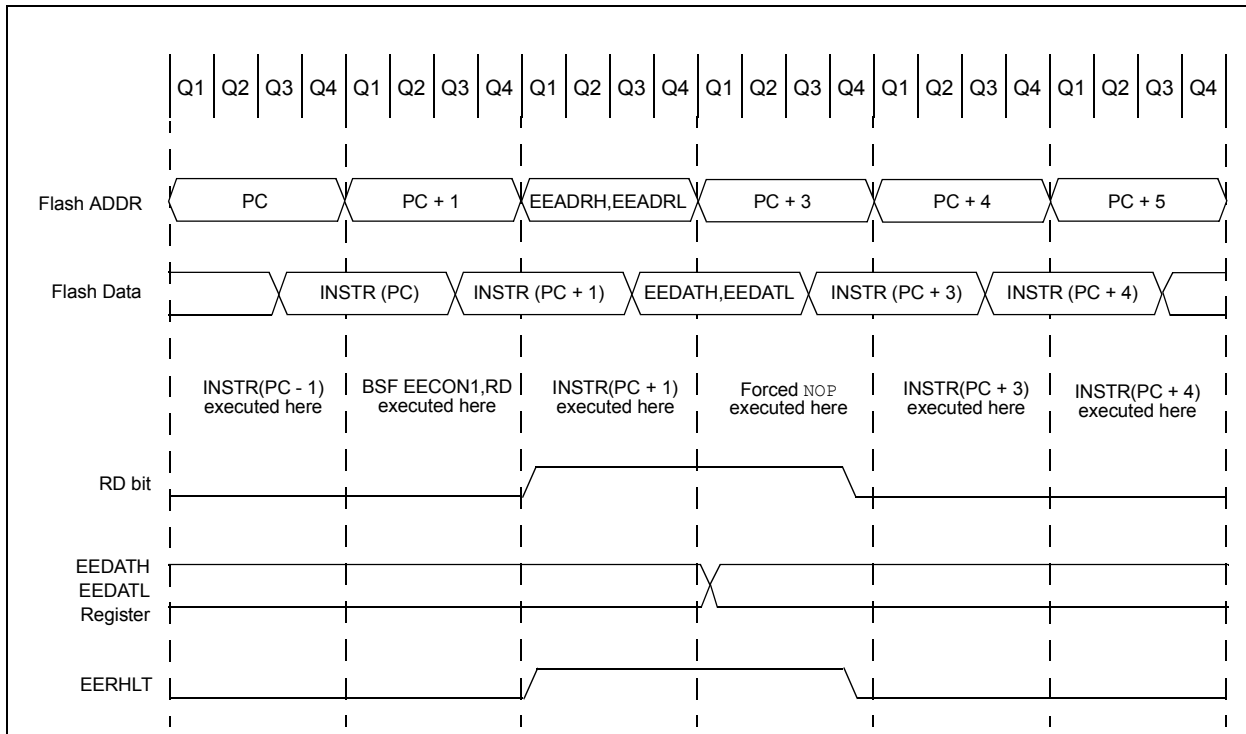 Q1 Q2 Q3 Q4 Q1 Q2 Q3 Q4 Q1 Q2 Q3 Q4 Q1 Q2 Q3 Q4 Q1 Q2 Q3 Q4 Q1 Q2 Q3 Q4
Flash ADDR PC PC + 1 EEADRH,EEADRL PC + 3 PC + 4 PC + 5
Flash Data INSTR (PC) INSTR (PC + 1) EEDATH,EEDATL INSTR (PC + 3) INSTR (PC + 4)
INSTR(PC - 1)
executed here
BSF EECON1,RD
executed here
INSTR(PC + 1)
executed here
Forced NOP
executed here
INSTR(PC + 3)
executed here
INSTR(PC + 4)
executed here
RD bit
EEDATH
EEDATL
Register
EERHLT